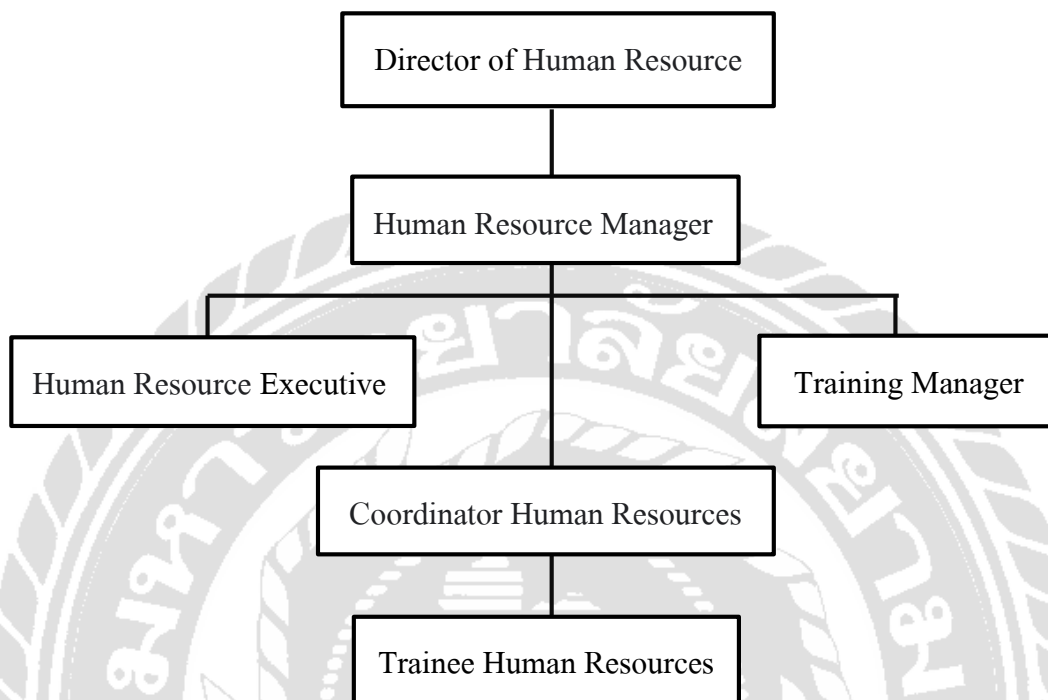 Director of Human Resource
Human Resource Manager
Human Resource Executive
Training Manager
Coordinator Human Resources
Trainee Human Resources